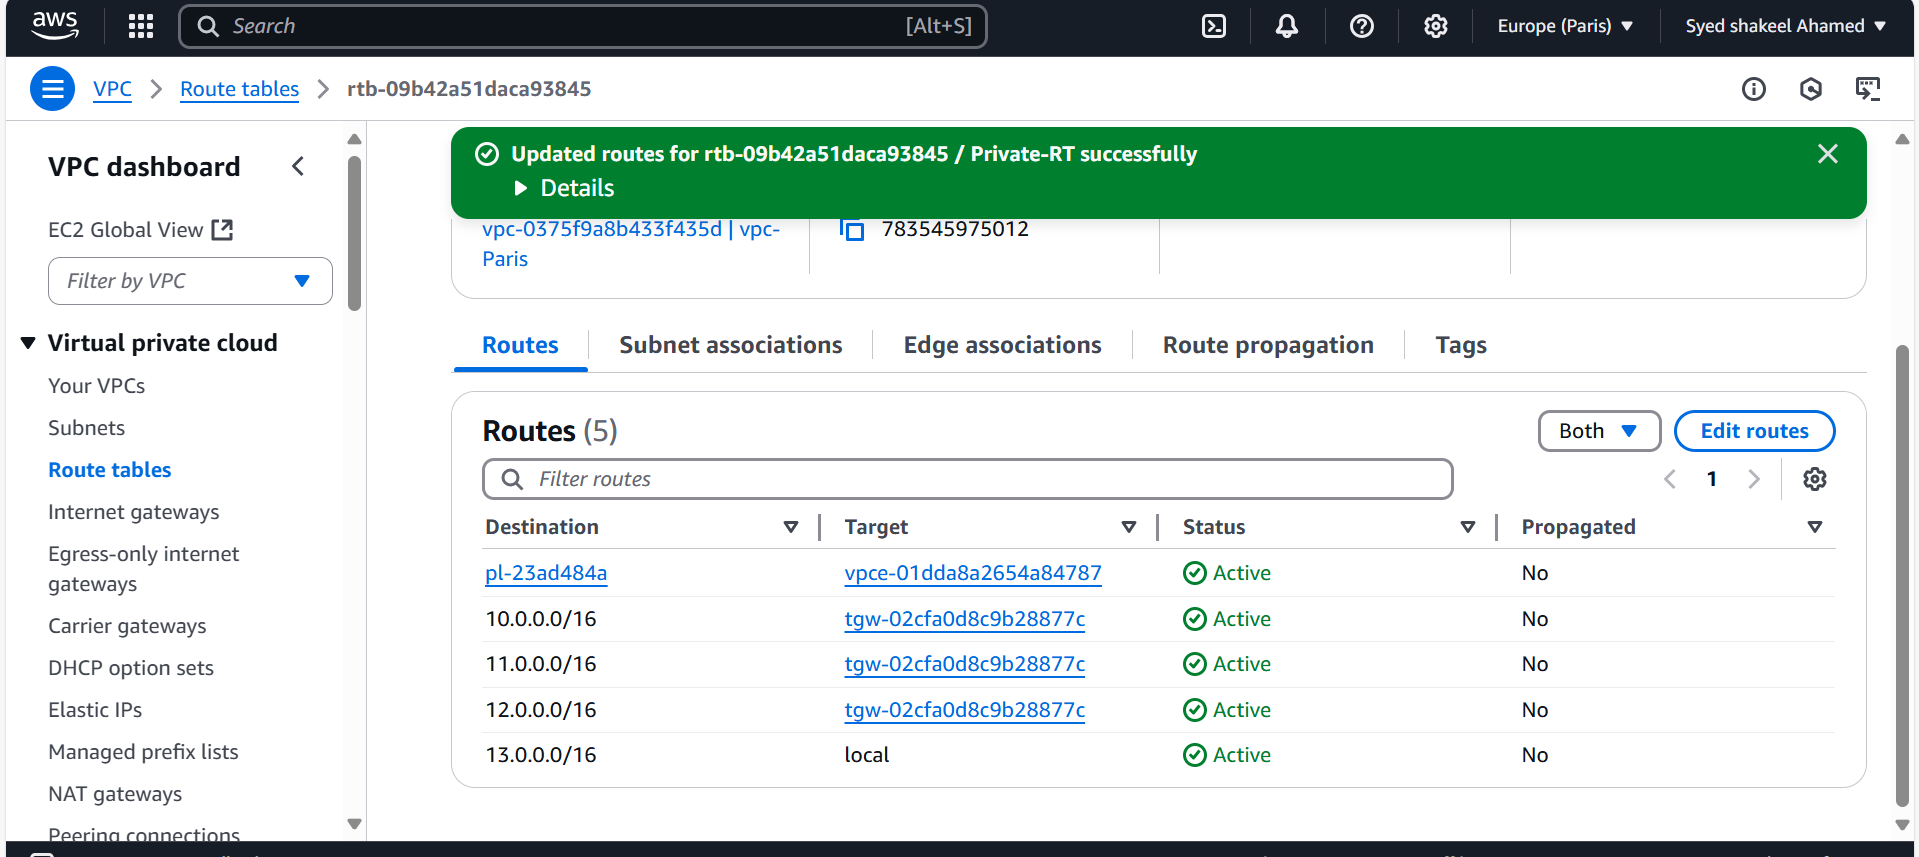 aws
Search
[Alt+S]
Europe (Paris)
Syed shakeel Ahamed
VPC
Route tables
rtb-09b42a51daca93845
VPC dashboard
EC2 Global View
Filter by VPC
Virtual private cloud
Your VPCs
Subnets
Route tables
Internet gateways
Egress-only internet
gateways
Carrier gateways
DHCP option sets
Elastic IPs
Managed prefix lists
NAT gateways
Peering connections
Updated routes for rtb-09b42a51daca93845 / Private-RT successfully
Details
vpc-0375f9a8b433f435d | vpc-
Paris
783545975012
Routes
Subnet associations
Edge associations
Route propagation
Tags
Routes (5)
Both
Edit routes
Filter routes
1
Destination Target Status Propagated
pl-23ad484a vpce-01dda8a2654a84787 Active No
10.0.0.0/16 tgw-02cfa0d8c9b28877c Active No
11.0.0.0/16 tgw-02cfa0d8c9b28877c Active No
12.0.0.0/16 tgw-02cfa0d8c9b28877c Active No
13.0.0.0/16 local Active No